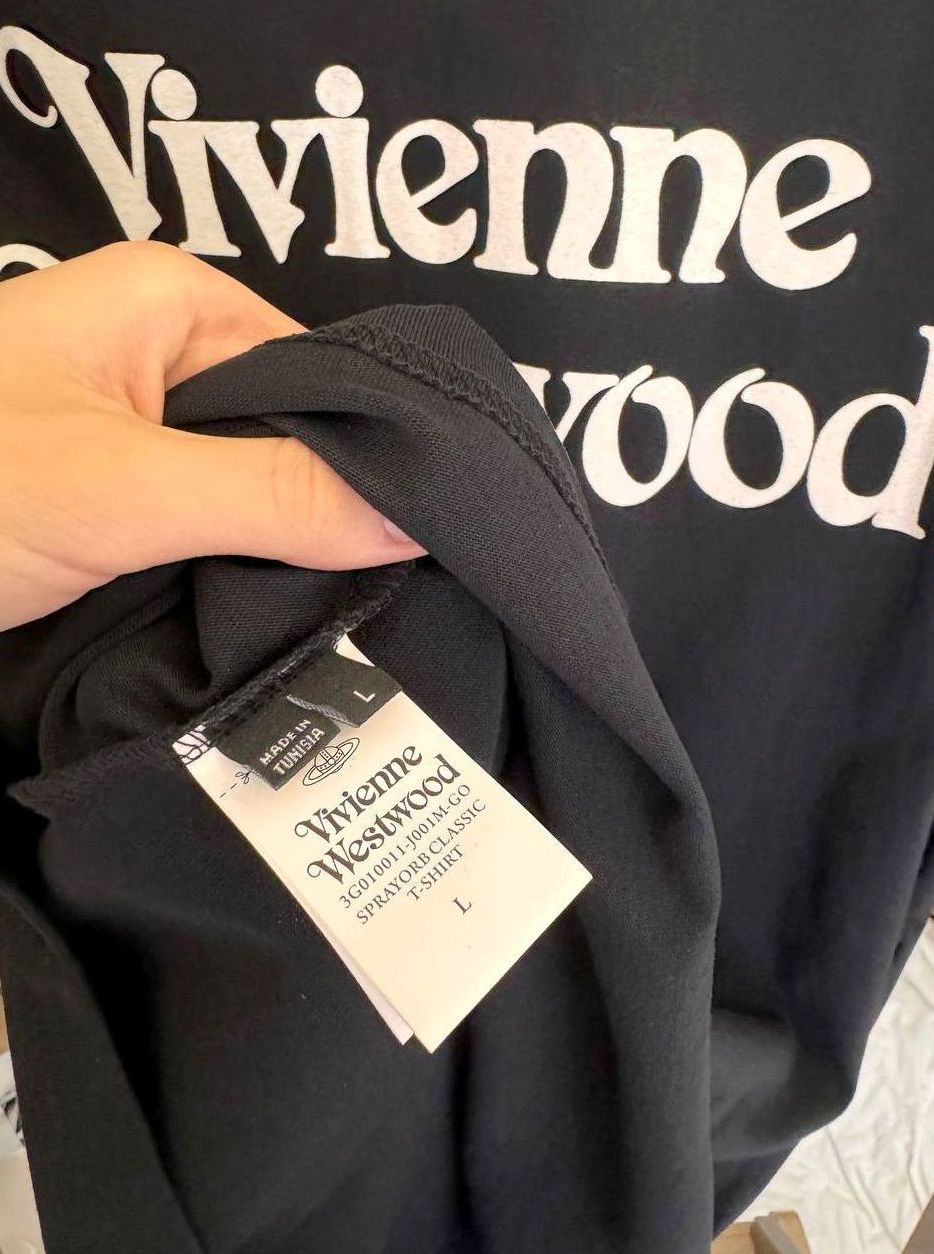 Vivienne
wood
L
MADE IN
TUNISIA
Vivienne
Westwood
3G010011-J001M-GO
SPRAYORB CLASSIC
T-SHIRT
L